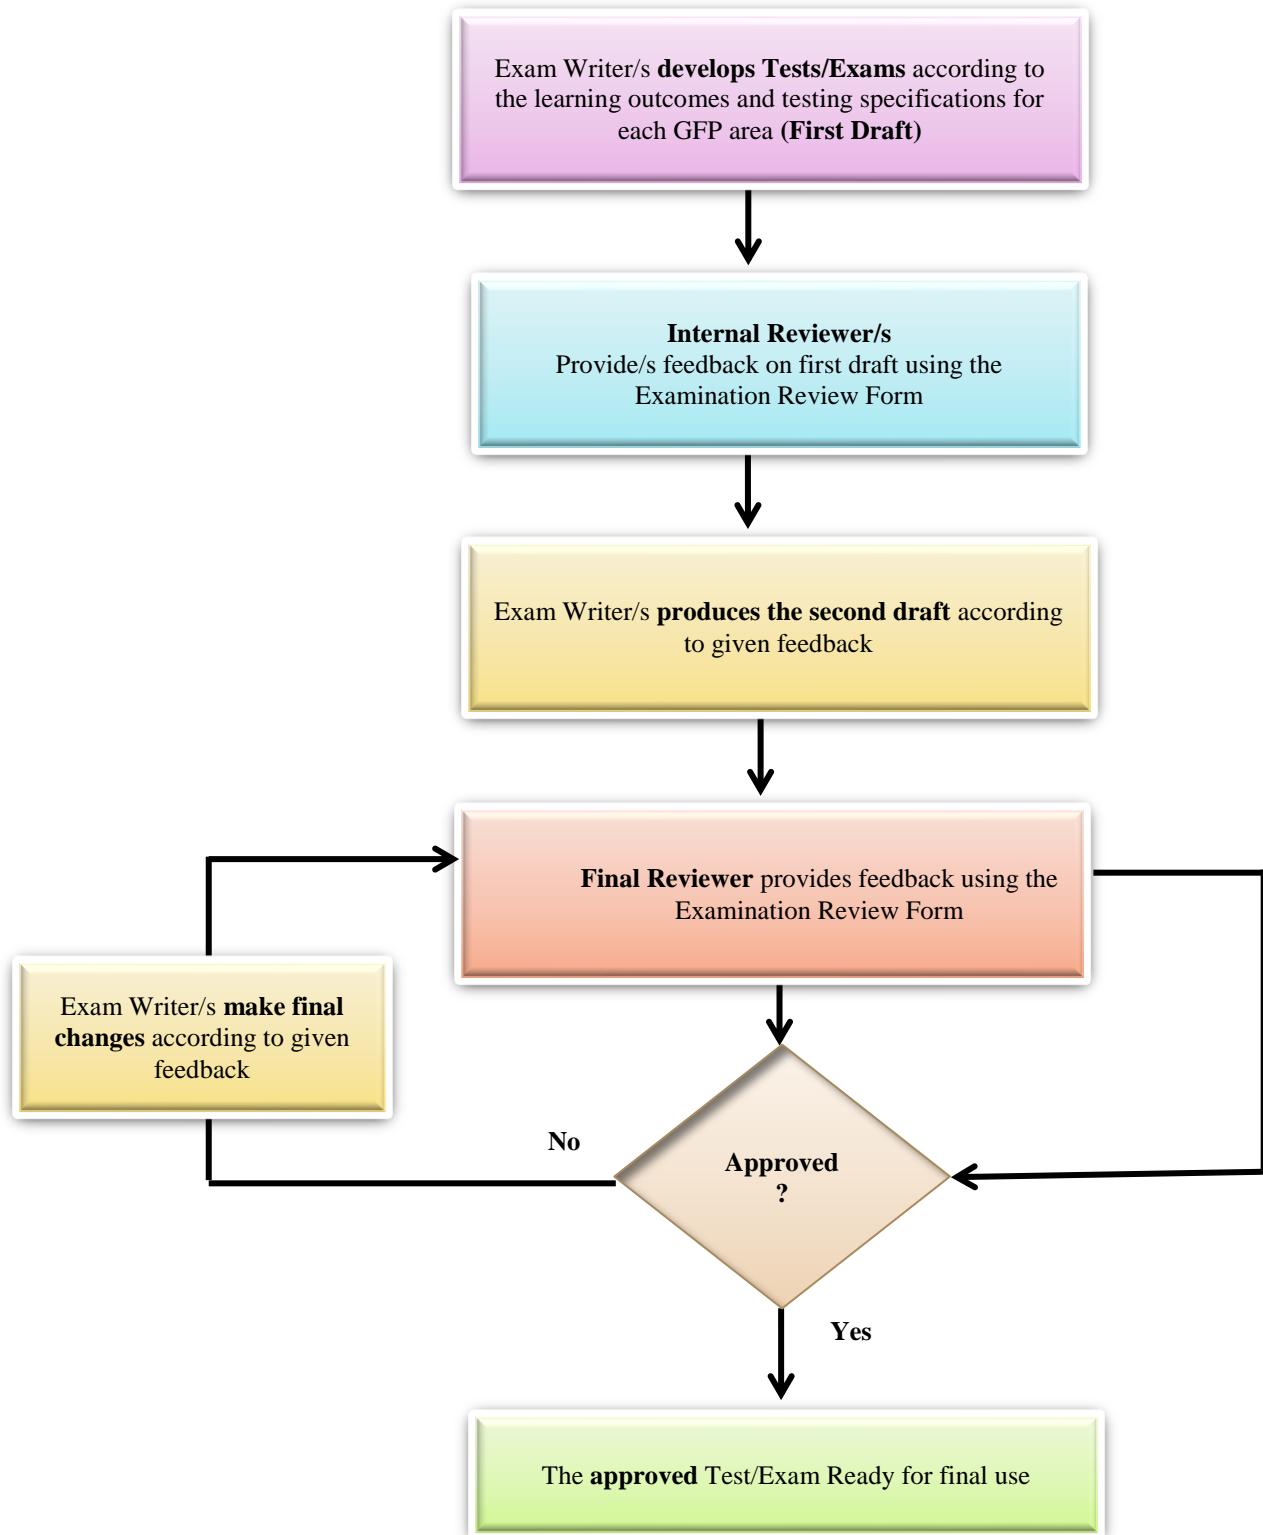 Exam Writer/s develops Tests/Exams according to
the learning outcomes and testing specifications for
each GFP area (First Draft)
Internal Reviewer/s
Provide/s feedback on first draft using the
Examination Review Form
Exam Writer/s produces the second draft according
to given feedback
Final Reviewer provides feedback using the
Examination Review Form
Exam Writer/s make final
changes according to given
feedback
No
Approved
?
Yes
The approved Test/Exam Ready for final use